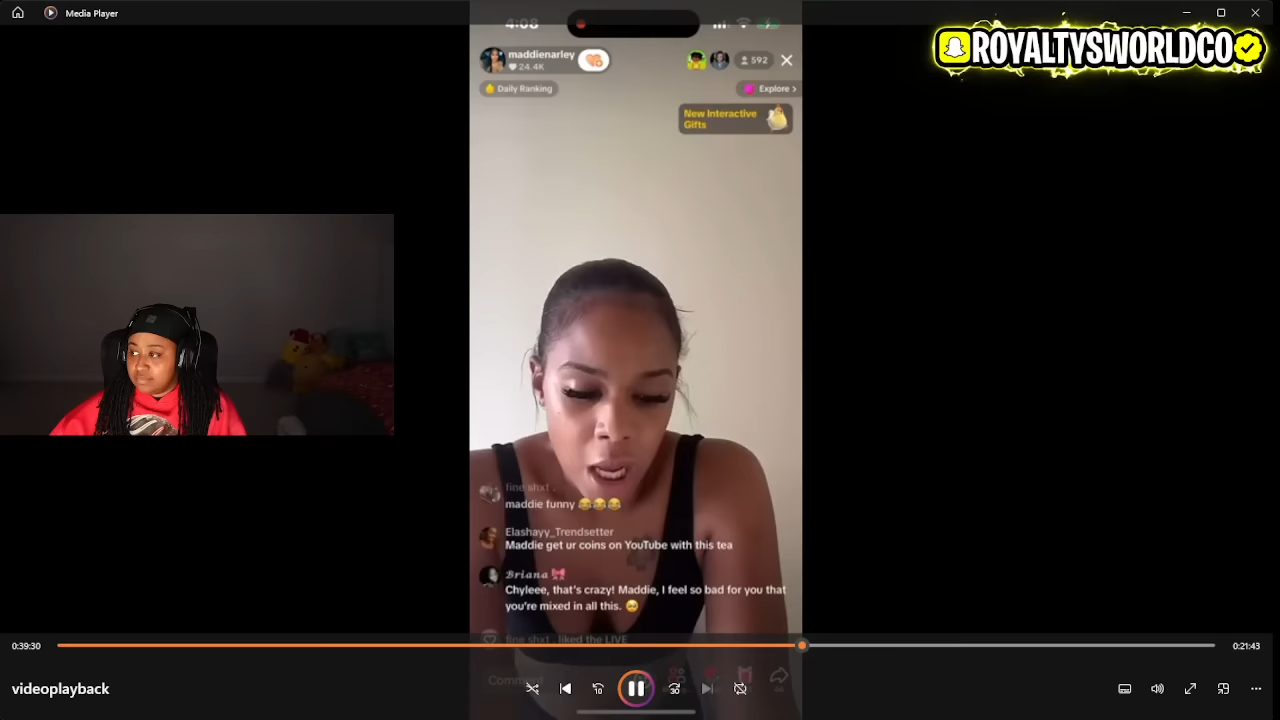 Media Player
ROYALTYSWORLDCO
4:08
maddienarley
24.4K
592
Daily Ranking
Explore >
New Interactive
Gifts
fine shxt .
maddie funny 😂😂😂
Elashayy_Trendsetter
Maddie get ur coins on YouTube with this tea
Briana 🎀
Chyleee, that's crazy! Maddie, I feel so bad for you that
you're mixed in all this. 🥺
fine shxt . liked the LIVE
0:39:30
0:21:43
Comment
videoplayback
10
30